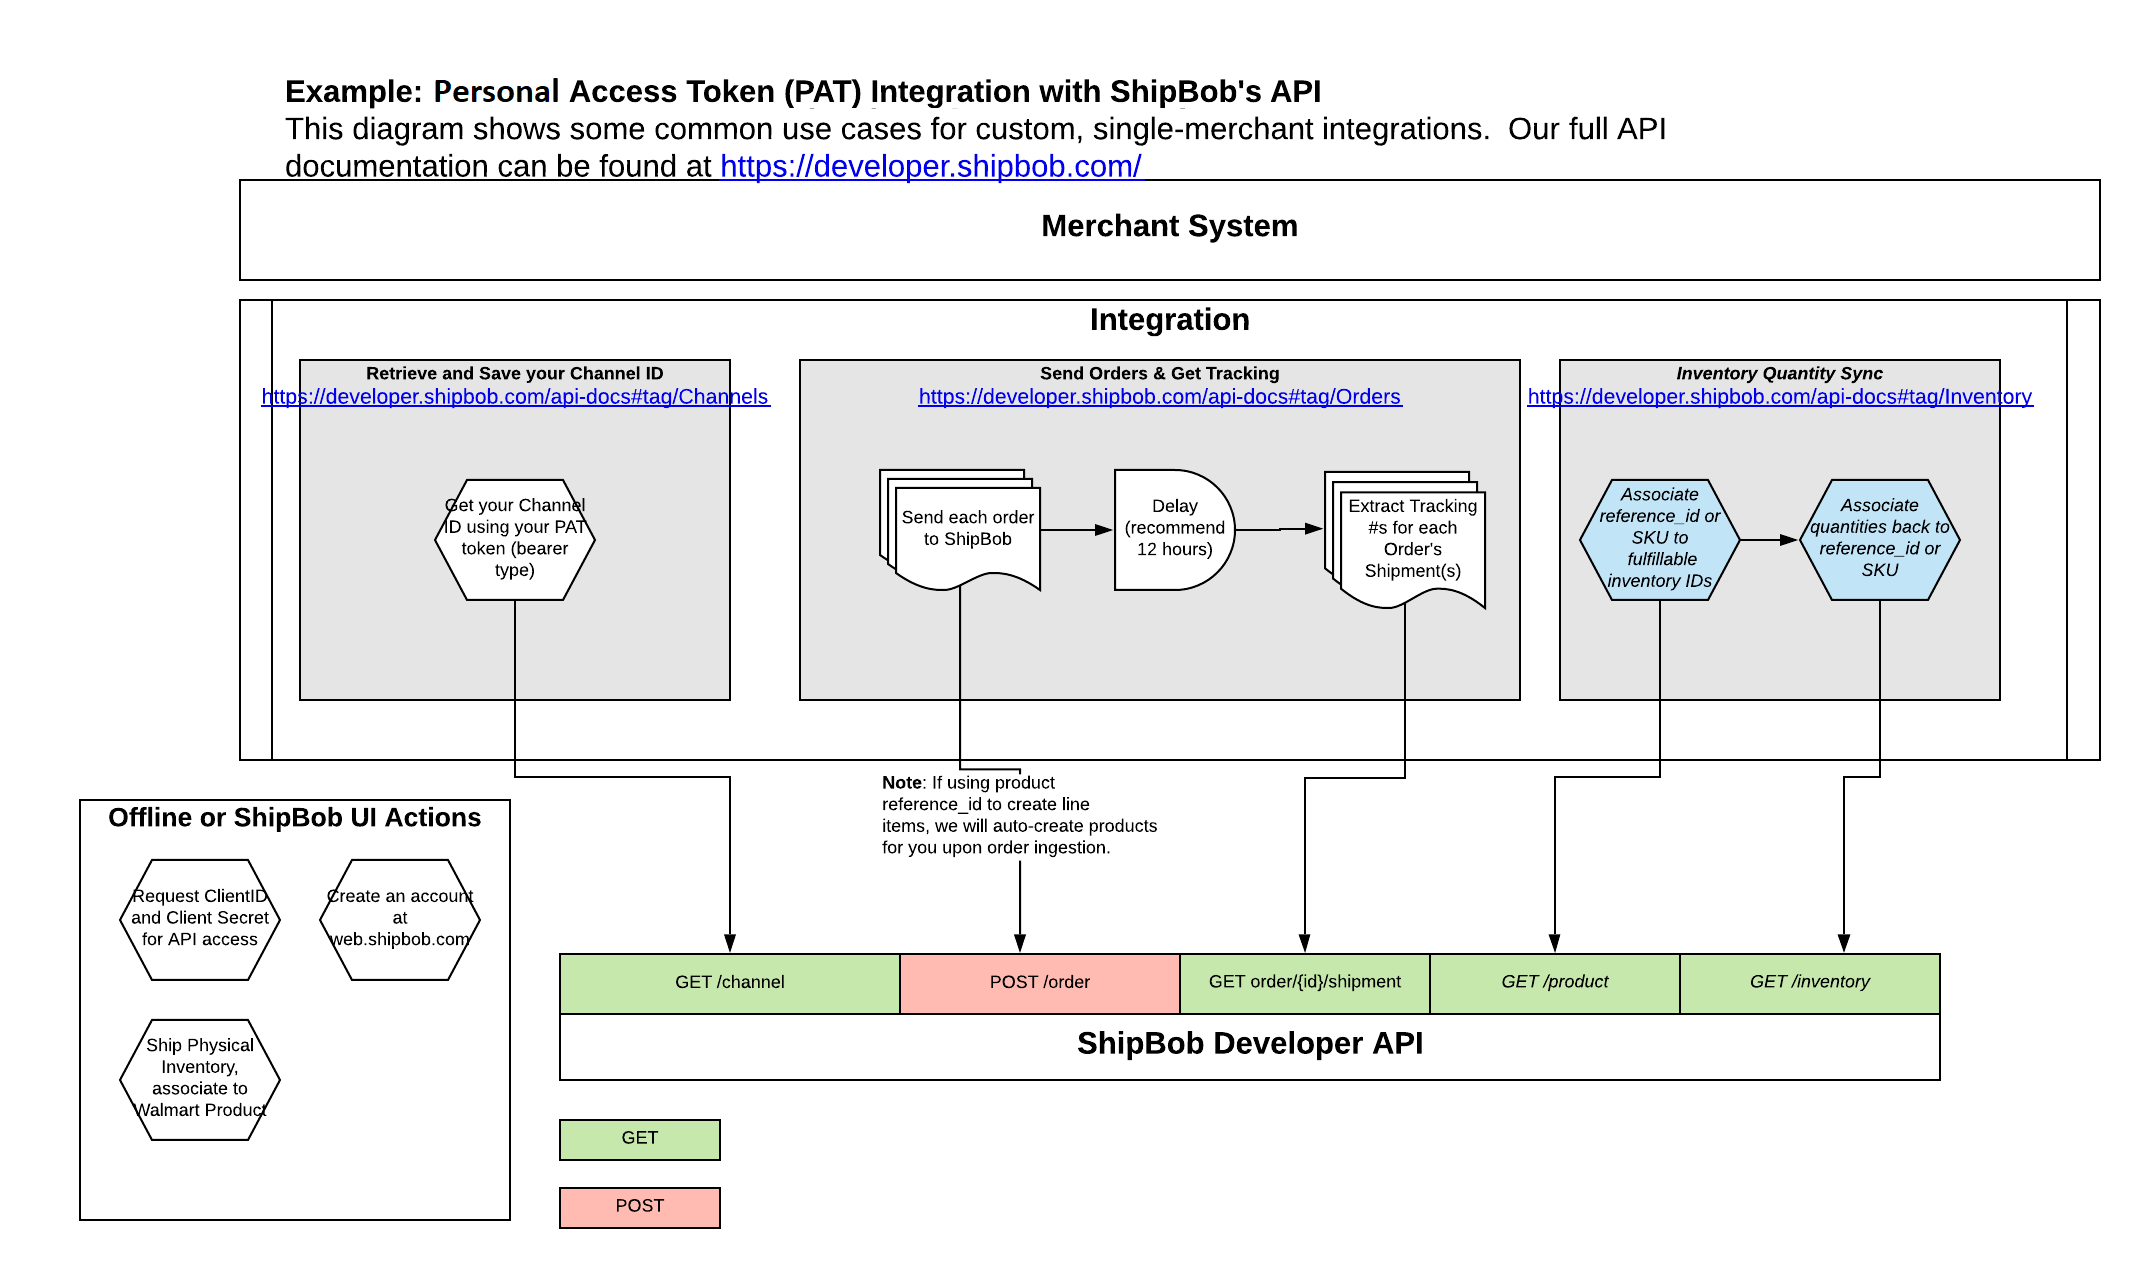 Example: Personal Access Token (PAT) Integration with ShipBob's API
This diagram shows some common use cases for custom, single-merchant integrations.  Our full API
documentation can be found at https://developer.shipbob.com/
Merchant System
Integration
Retrieve and Save your Channel ID
https://developer.shipbob.com/api-docs#tag/Channels
Get your Channel
ID using your PAT
token (bearer
type)
Send Orders & Get Tracking
https://developer.shipbob.com/api-docs#tag/Orders
Send each order
to ShipBob
Delay
(recommend
12 hours)
Extract Tracking
#s for each
Order's
Shipment(s)
Inventory Quantity Sync
https://developer.shipbob.com/api-docs#tag/Inventory
Associate
reference_id or
SKU to
fulfillable
inventory IDs
Associate
quantities back to
reference_id or
SKU
Note: If using product
reference_id to create line
items, we will auto-create products
for you upon order ingestion.
Offline or ShipBob UI Actions
Request ClientID
and Client Secret
for API access
Create an account
at
web.shipbob.com
Ship Physical
Inventory,
associate to
Walmart Product
GET /channel
POST /order
GET order/{id}/shipment
GET /product
GET /inventory
ShipBob Developer API
GET
POST